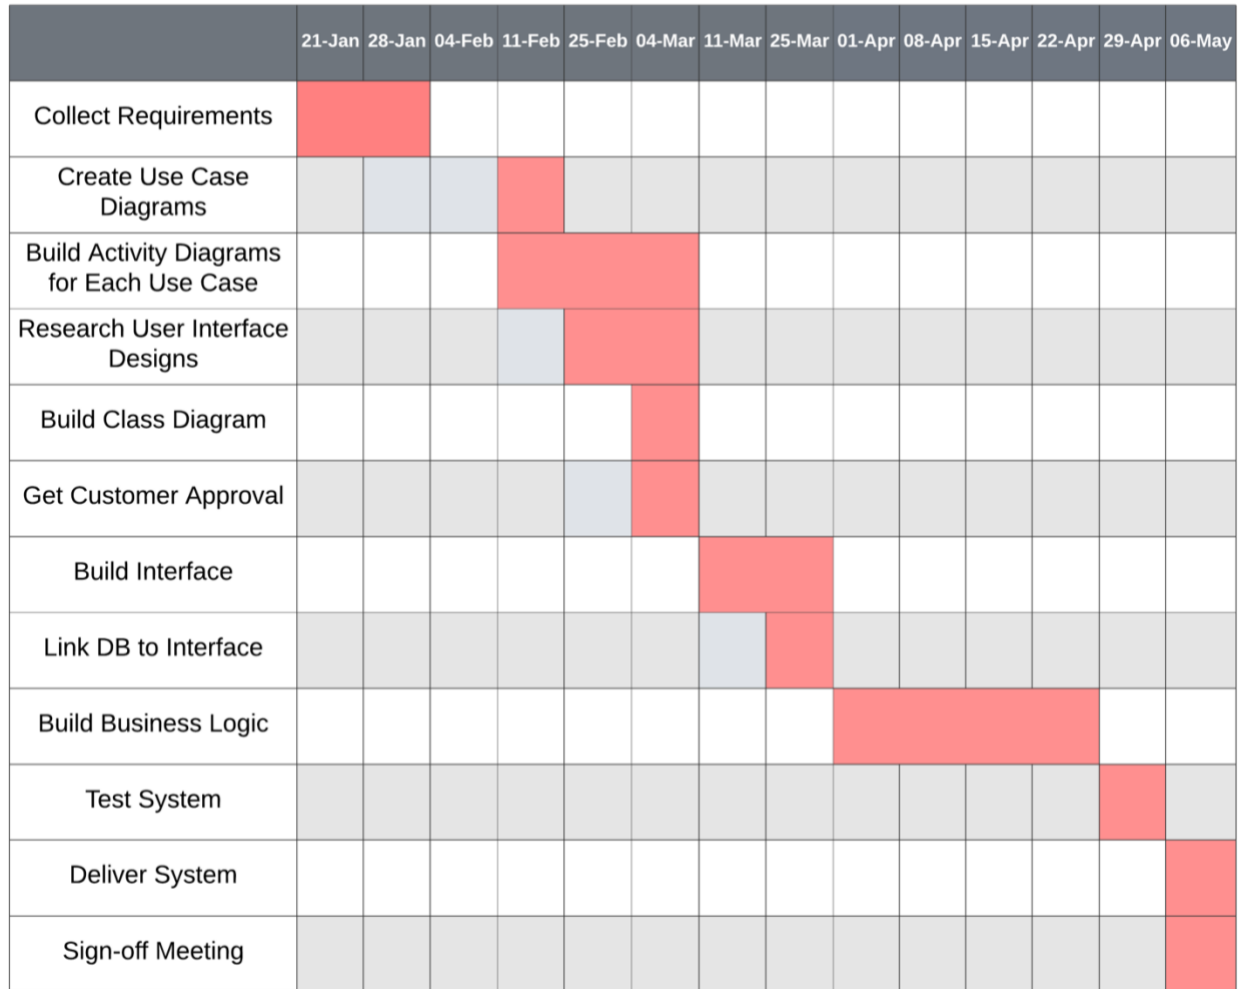 21-Jan 28-Jan 04-Feb 11-Feb 25-Feb 04-Mar 11-Mar 25-Mar 01-Apr 08-Apr 15-Apr 22-Apr 29-Apr 06-May
Collect Requirements
Create Use Case
Diagrams
Build Activity Diagrams
for Each Use Case
Research User Interface
Designs
Build Class Diagram
Get Customer Approval
Build Interface
Link DB to Interface
Build Business Logic
Test System
Deliver System
Sign-off Meeting